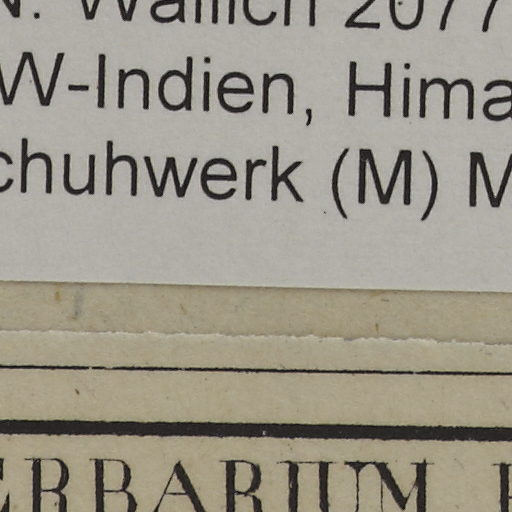 N. Wallich 2077
W-Indien, Hima
chuhwerk (M) M
ERBARIUM